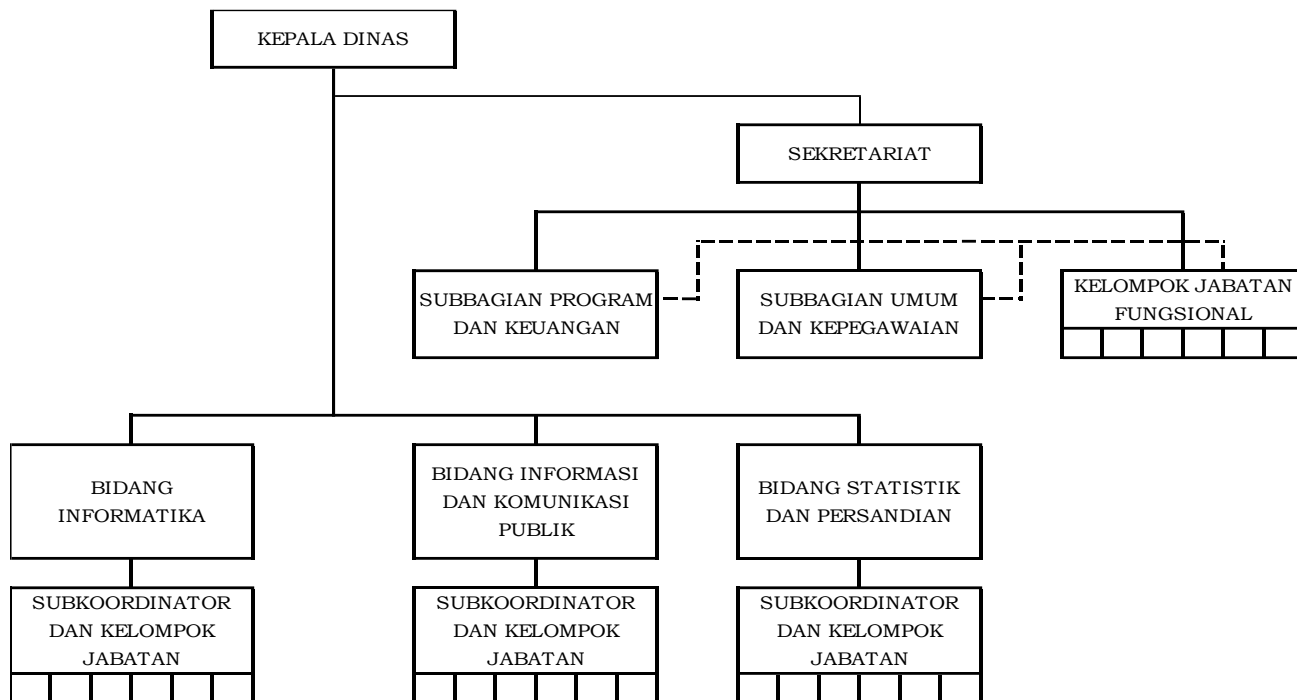 KEPALA DINAS
SEKRETARIAT
SUBBAGIAN PROGRAM
DAN KEUANGAN
SUBBAGIAN UMUM
DAN KEPEGAWAIAN
KELOMPOK JABATAN
FUNGSIONAL
BIDANG
INFORMATIKA
BIDANG INFORMASI
DAN KOMUNIKASI
PUBLIK
BIDANG STATISTIK
DAN PERSANDIAN
SUBKOORDINATOR
DAN KELOMPOK
JABATAN
SUBKOORDINATOR
DAN KELOMPOK
JABATAN
SUBKOORDINATOR
DAN KELOMPOK
JABATAN